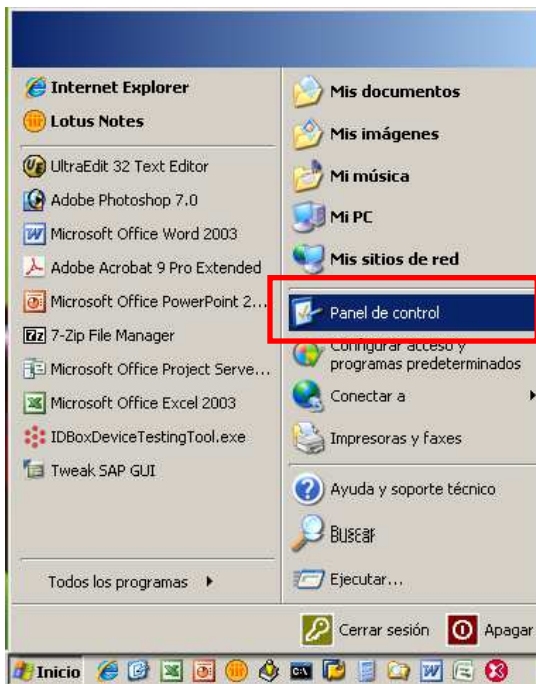 Internet Explorer
Lotus Notes
UltraEdit 32 Text Editor
Adobe Photoshop 7.0
Microsoft Office Word 2003
Adobe Acrobat 9 Pro Extended
Microsoft Office PowerPoint 2...
7-Zip File Manager
Microsoft Office Project Serve...
Microsoft Office Excel 2003
IDBoxDeviceTestingTool.exe
Tweak SAP GUI
Todos los programas
Mis documentos
Mis imágenes
Mi música
Mi PC
Mis sitios de red
Panel de control
Configurar acceso y
programas predeterminados
Conectar a
Impresoras y faxes
Ayuda y soporte técnico
Buscar
Ejecutar...
Cerrar sesión
Apagar
Inicio